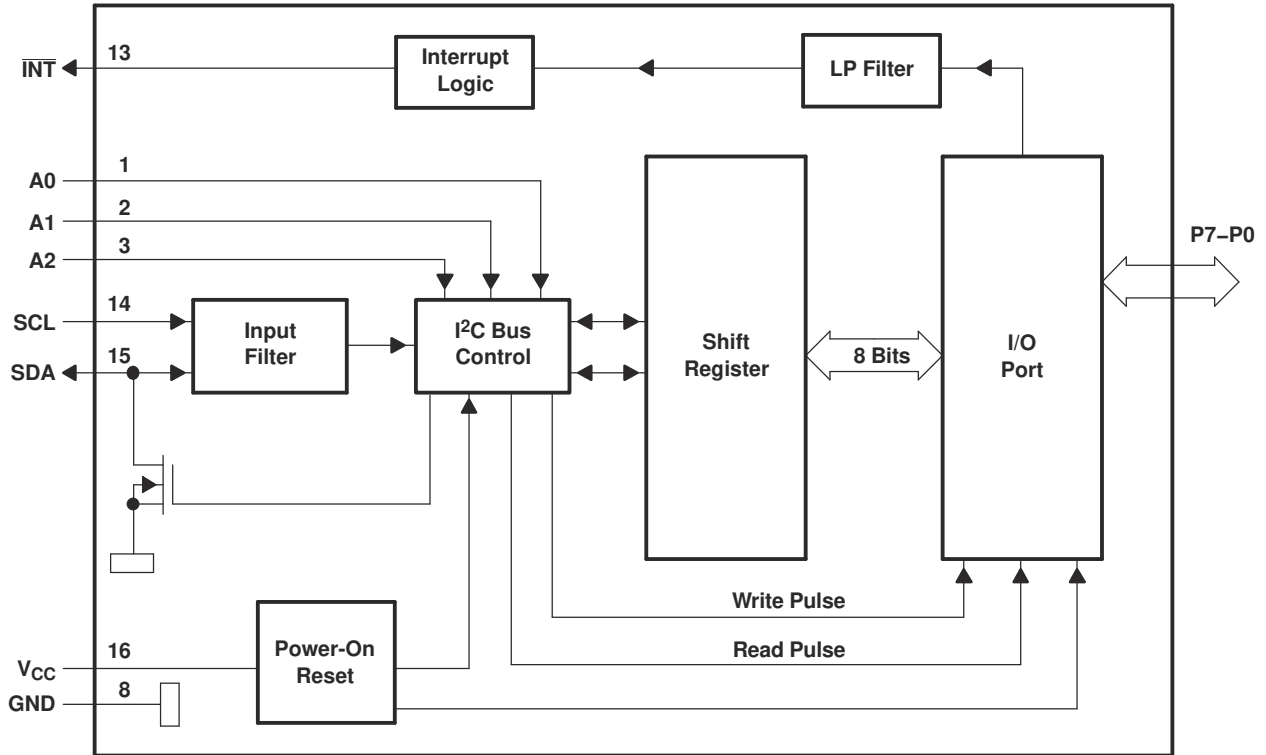 13
INT
Interrupt
Logic
LP Filter
1
A0
2
A1
3
A2
P7–P0
14
SCL
Input
Filter
I2C Bus
Control
Shift
Register
8 Bits
I/O
Port
15
SDA
Write Pulse
Read Pulse
16
VCC
Power-On
Reset
8
GND